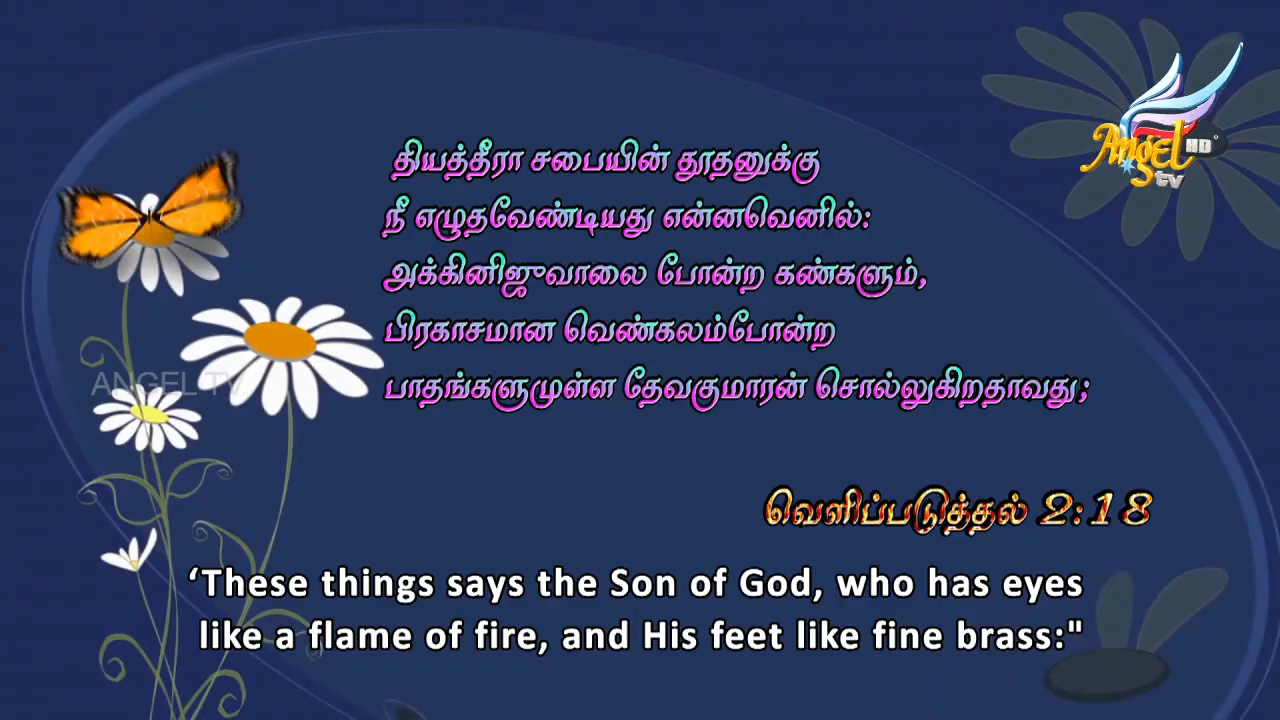 Angel HD
tv
தியத்தீரா சபையின் தூதனுக்கு
நீ எழுதவேண்டியது என்னவெனில்:
அக்கினிஜுவாலை போன்ற கண்களும்,
பிரகாசமான வெண்கலம்போன்ற
பாதங்களுமுள்ள தேவகுமாரன் சொல்லுகிறதாவது;
ANGEL TV
வெளிப்படுத்தல் 2:18
‘These things says the Son of God, who has eyes
like a flame of fire, and His feet like fine brass:"